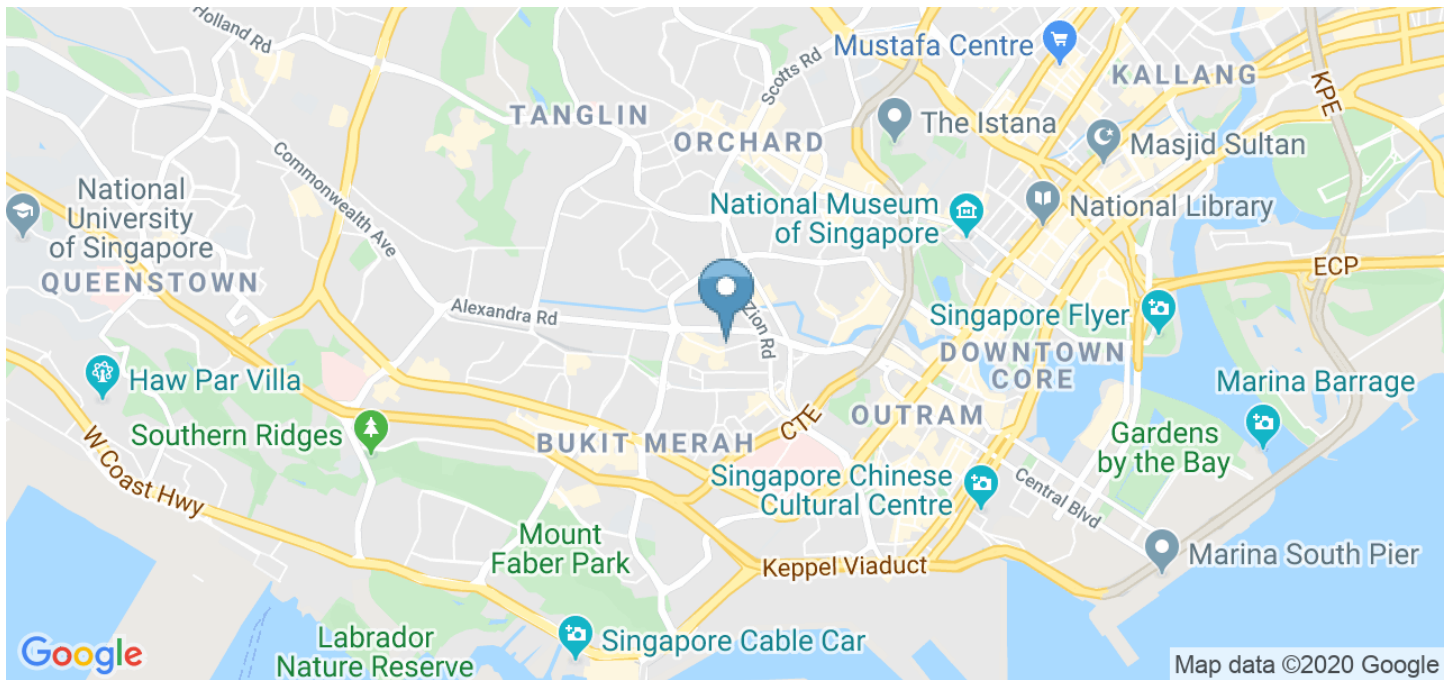 Holland Rd
Scotts Rd
Mustafa Centre
KALLANG
KPE
TANGLIN
ORCHARD
The Istana
Masjid Sultan
Commonwealth Ave
National
University
of Singapore
National Museum
of Singapore
National Library
QUEENSTOWN
ECP
Alexandra Rd
Zion Rd
Singapore Flyer
DOWNTOWN
CORE
Haw Par Villa
Marina Barrage
Southern Ridges
BUKIT MERAH
CTE
OUTRAM
Gardens
by the Bay
W Coast Hwy
Singapore Chinese
Cultural Centre
Central Blvd
Mount
Faber Park
Keppel Viaduct
Marina South Pier
Labrador
Nature Reserve
Singapore Cable Car
Google
Map data ©2020 Google